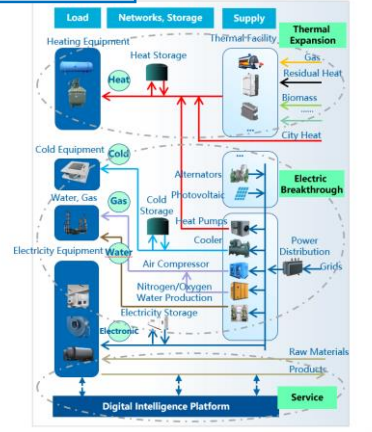 Load
Networks, Storage
Supply
Heating Equipment
Heat Storage
Thermal Facility
Thermal
Expansion
Gas
Heat
Residual Heat
Biomass
......
...
City Heat
Cold Equipment
Cold
...
Alternators
Electric
Breakthrough
Photovoltaic
Water, Gas
Gas
Cold
Storage
Heat Pumps
Cooler
Power
Distribution
Electricity Equipment
Water
Air Compressor
Grids
Nitrogen/Oxygen
Water Production
Electricity Storage
Electronic
Raw Materials
Products
Service
Digital Intelligence Platform